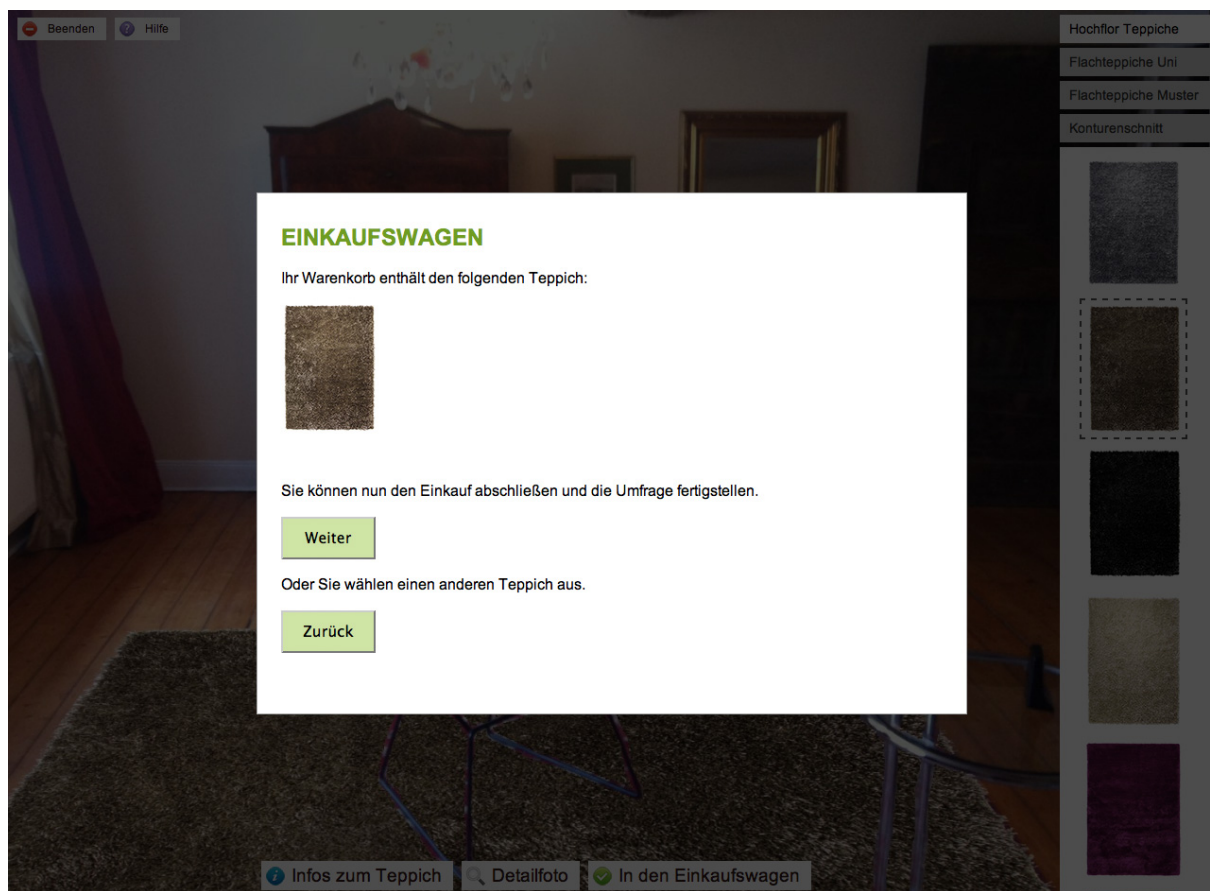 Beenden
Hilfe
Hochflor Teppiche
Flachteppiche Uni
Flachteppiche Muster
Konturenschnitt
EINKAUFSWAGEN
Ihr Warenkorb enthält den folgenden Teppich:
Sie können nun den Einkauf abschließen und die Umfrage fertigstellen.
Weiter
Oder Sie wählen einen anderen Teppich aus.
Zurück
Infos zum Teppich
Detailfoto
In den Einkaufswagen